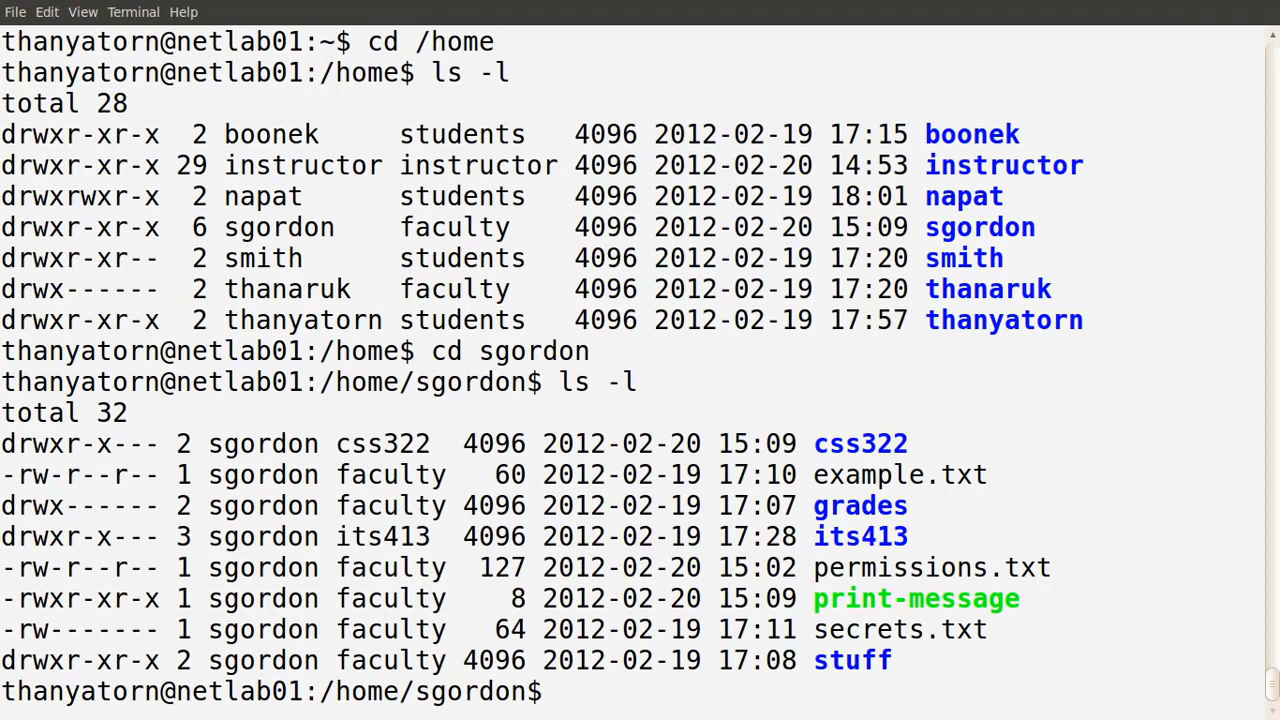 File Edit View Terminal Help
thanyatorn@netlab01:~$ cd /home
thanyatorn@netlab01:/home$ ls -l
total 28
drwxr-xr-x  2 boonek     students   4096 2012-02-19 17:15 boonek
drwxr-xr-x 29 instructor instructor 4096 2012-02-20 14:53 instructor
drwxrwxr-x  2 napat      students   4096 2012-02-19 18:01 napat
drwxr-xr-x  6 sgordon    faculty    4096 2012-02-20 15:09 sgordon
drwxr-xr--  2 smith      students   4096 2012-02-19 17:20 smith
drwx------  2 thanaruk   faculty    4096 2012-02-19 17:20 thanaruk
drwxr-xr-x  2 thanyatorn students   4096 2012-02-19 17:57 thanyatorn
thanyatorn@netlab01:/home$ cd sgordon
thanyatorn@netlab01:/home/sgordon$ ls -l
total 32
drwxr-x--- 2 sgordon css322  4096 2012-02-20 15:09 css322
-rw-r--r-- 1 sgordon faculty   60 2012-02-19 17:10 example.txt
drwx------ 2 sgordon faculty 4096 2012-02-19 17:07 grades
drwxr-x--- 3 sgordon its413  4096 2012-02-19 17:28 its413
-rw-r--r-- 1 sgordon faculty  127 2012-02-20 15:02 permissions.txt
-rwxr-xr-x 1 sgordon faculty    8 2012-02-20 15:09 print-message
-rw------- 1 sgordon faculty   64 2012-02-19 17:11 secrets.txt
drwxr-xr-x 2 sgordon faculty 4096 2012-02-19 17:08 stuff
thanyatorn@netlab01:/home/sgordon$